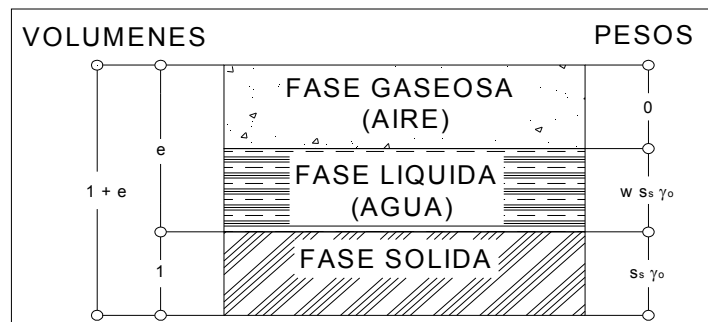 VOLUMENES
PESOS
FASE GASEOSA
(AIRE)
0
e
1 + e
FASE LIQUIDA
(AGUA)
w Ss γo
FASE SOLIDA
1
Ss γo